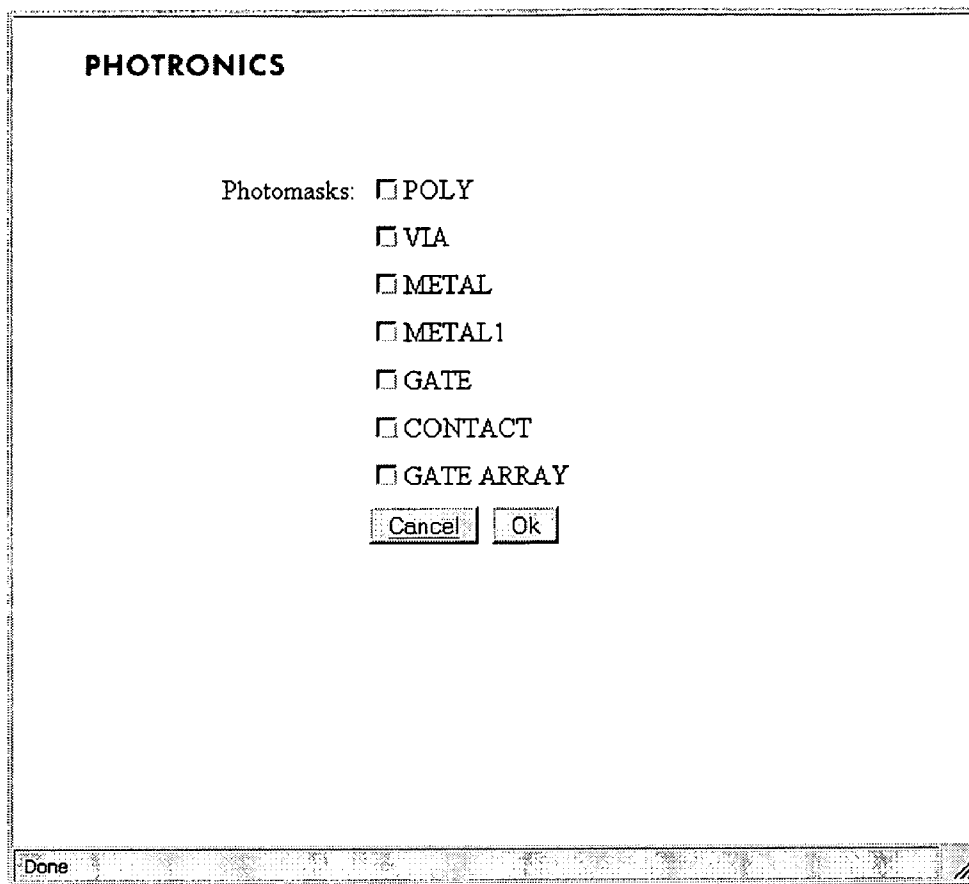 PHOTRONICS
Photomasks: POLY
VIA
METAL
METAL1
GATE
CONTACT
GATE ARRAY
Cancel Ok
Done